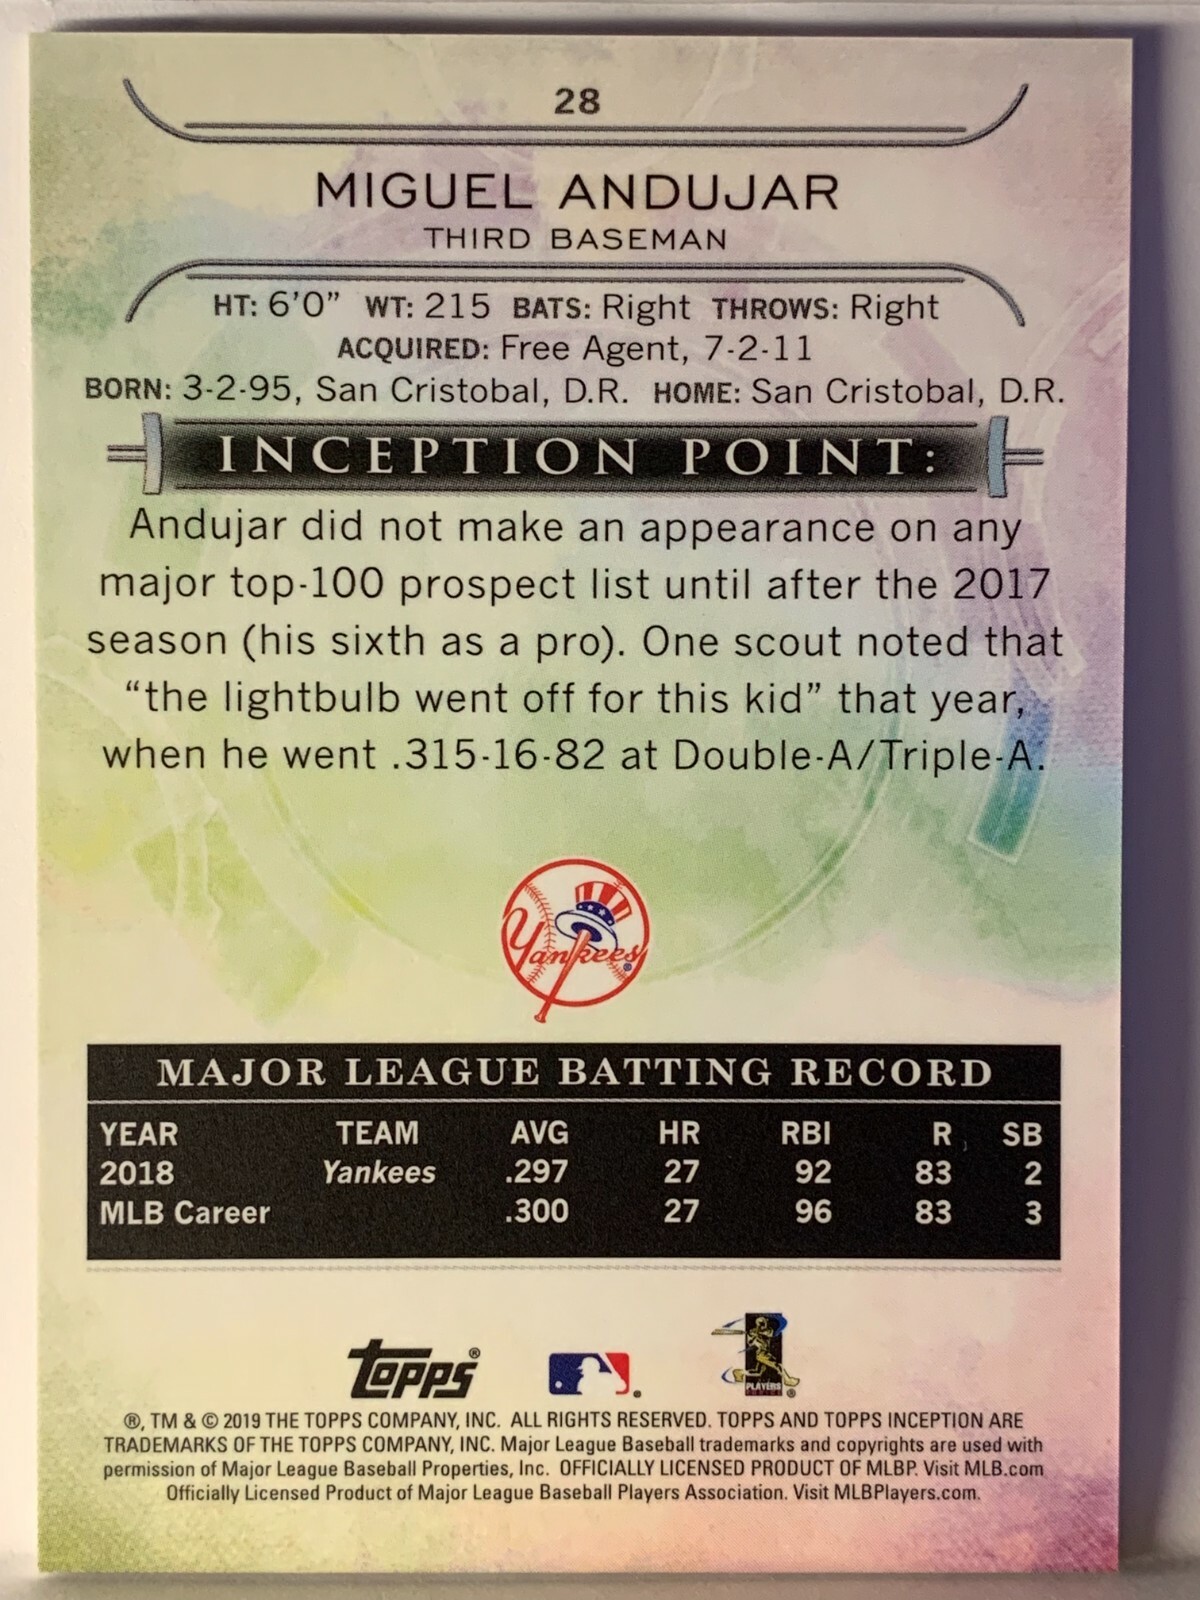 28
MIGUEL ANDUJAR
THIRD BASEMAN
HT: 6'0” WT: 215 BATS: Right THROWS: Right
ACQUIRED: Free Agent, 7-2-11
BORN: 3-2-95, San Cristobal, D.R. HOME: San Cristobal, D.R.
INCEPTION POINT:
Andujar did not make an appearance on any
major top-100 prospect list until after the 2017
season (his sixth as a pro). One scout noted that
“the lightbulb went off for this kid” that year,
when he went .315-16-82 at Double-A/Triple-A.
Yankees®
MAJOR LEAGUE BATTING RECORD
YEAR TEAM AVG HR RBI R SB
2018 Yankees .297 27 92 83 2
MLB Career .300 27 96 83 3
Topps® ® PLAYERS ®
®, TM & © 2019 THE TOPPS COMPANY, INC. ALL RIGHTS RESERVED. TOPPS AND TOPPS INCEPTION ARE
TRADEMARKS OF THE TOPPS COMPANY, INC. Major League Baseball trademarks and copyrights are used with
permission of Major League Baseball Properties, Inc. OFFICIALLY LICENSED PRODUCT OF MLBP. Visit MLB.com
Officially Licensed Product of Major League Baseball Players Association. Visit MLBPlayers.com.